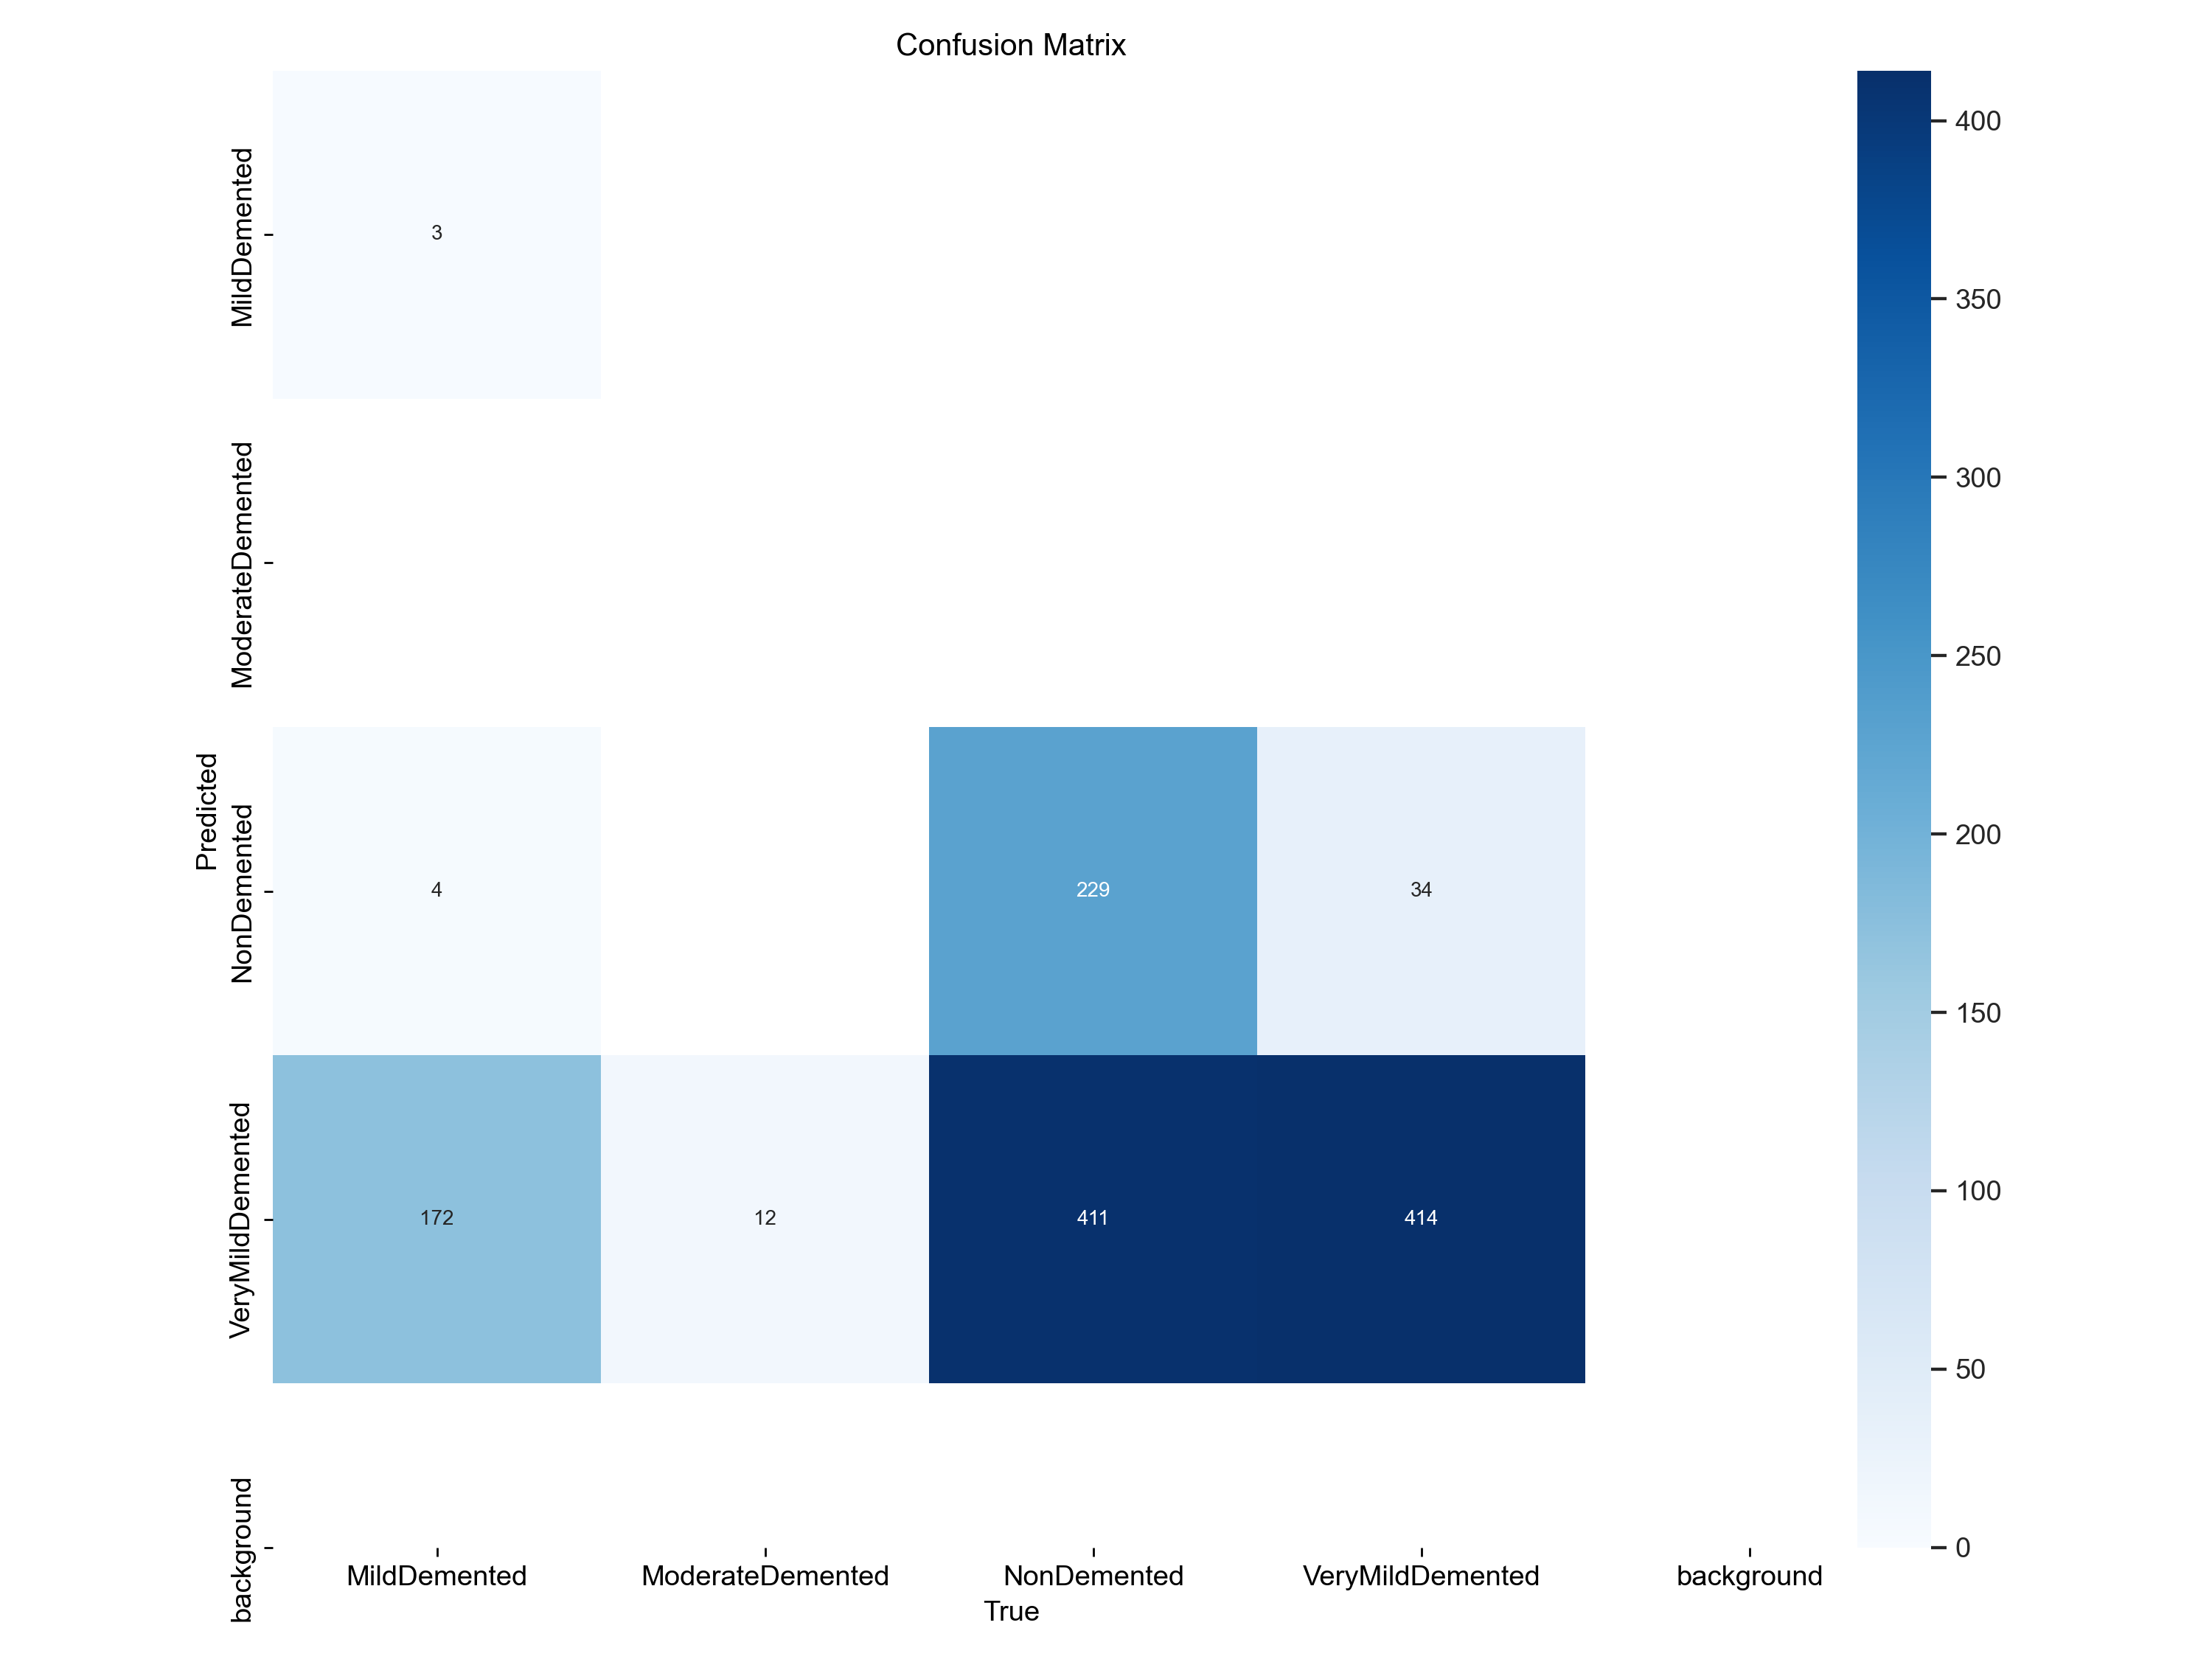 Confusion Matrix
MildDemented
3
ModerateDemented
Predicted
NonDemented
4 229 34
VeryMildDemented
172 12 411 414
background
MildDemented ModerateDemented NonDemented VeryMildDemented background
True
400
350
300
250
200
150
100
50
0